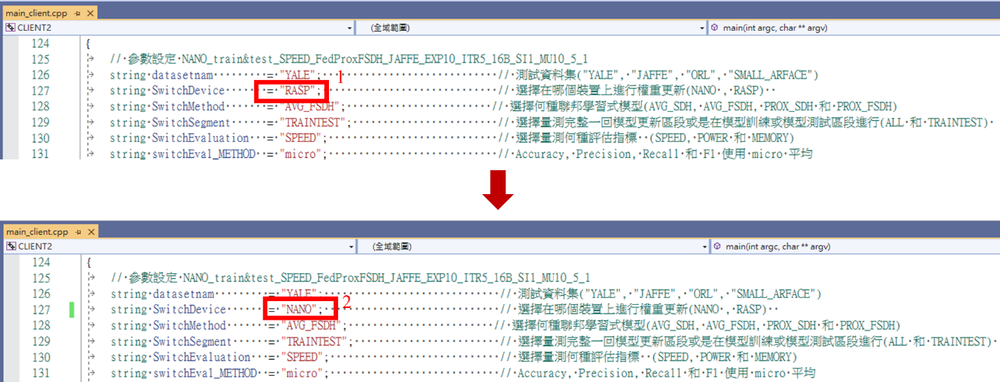 main_client.cpp
CLIENT2 (全域範圍) main(int argc, char ** argv)
124 {
125 // 參數設定 NANO_train&test_SPEED_FedProxFSDH_JAFFE_EXP10_ITR5_16B_SI1_MU10_5_1
126 string datasetnam = "YALE"; // 測試資料集("YALE", "JAFFE", "ORL", "SMALL_ARFACE")
1
127 string SwitchDevice = "RASP"; // 選擇在哪個裝置上進行權重更新(NANO , RASP)
128 string SwitchMethod = "AVG_FSDH"; // 選擇何種聯邦學習式模型(AVG_SDH, AVG_FSDH, PROX_SDH 和 PROX_FSDH)
129 string SwitchSegment = "TRAINTEST"; // 選擇量測完整一回模型更新區段或是在模型訓練或模型測試區段進行(ALL 和 TRAINTEST)
130 string SwitchEvaluation = "SPEED"; // 選擇量測何種評估指標 (SPEED, POWER 和 MEMORY)
131 string switchEval_METHOD = "micro"; // Accuracy, Precision, Recall 和 F1 使用 micro 平均
main_client.cpp
CLIENT2 (全域範圍) main(int argc, char ** argv)
124 {
125 // 參數設定 NANO_train&test_SPEED_FedProxFSDH_JAFFE_EXP10_ITR5_16B_SI1_MU10_5_1
126 string datasetnam = "YALE"; // 測試資料集("YALE", "JAFFE", "ORL", "SMALL_ARFACE")
2
127 string SwitchDevice = "NANO"; // 選擇在哪個裝置上進行權重更新(NANO , RASP)
128 string SwitchMethod = "AVG_FSDH"; // 選擇何種聯邦學習式模型(AVG_SDH, AVG_FSDH, PROX_SDH 和 PROX_FSDH)
129 string SwitchSegment = "TRAINTEST"; // 選擇量測完整一回模型更新區段或是在模型訓練或模型測試區段進行(ALL 和 TRAINTEST)
130 string SwitchEvaluation = "SPEED"; // 選擇量測何種評估指標 (SPEED, POWER 和 MEMORY)
131 string switchEval_METHOD = "micro"; // Accuracy, Precision, Recall 和 F1 使用 micro 平均